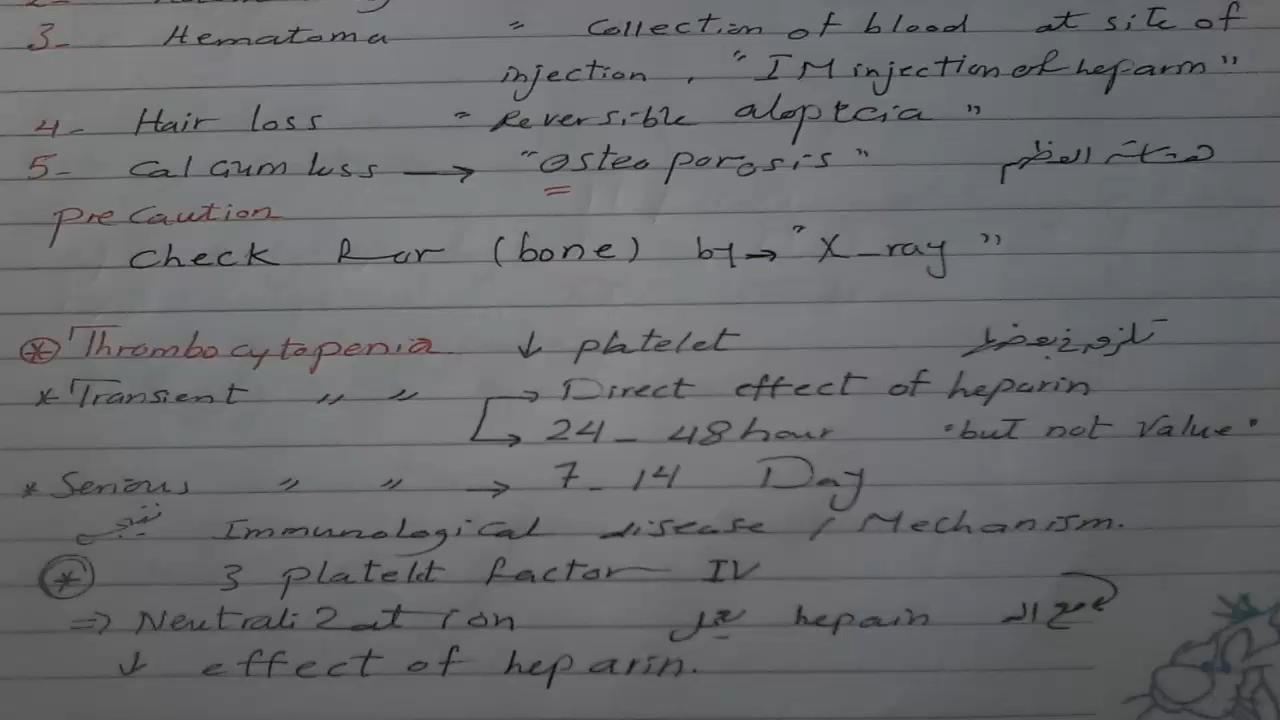 3- Hematoma " Collection of blood at site of
injection, "IM injection of heparin"
4- Hair loss " Reversible alopecia"
5- Calcium loss → "Osteoporosis" هشاشة العظم
Precaution
Check For (bone) by → "X-ray"
* Thrombocytopenia ↓ platelet
* Transient " " → Direct effect of heparin
→ 24 - 48 hour "but not value"
* Serious " " → 7-14 Day
Immunological disease / Mechanism.
* 3 platelet factor IV
⇒ Neutralization hepain
↓ effect of heparin.